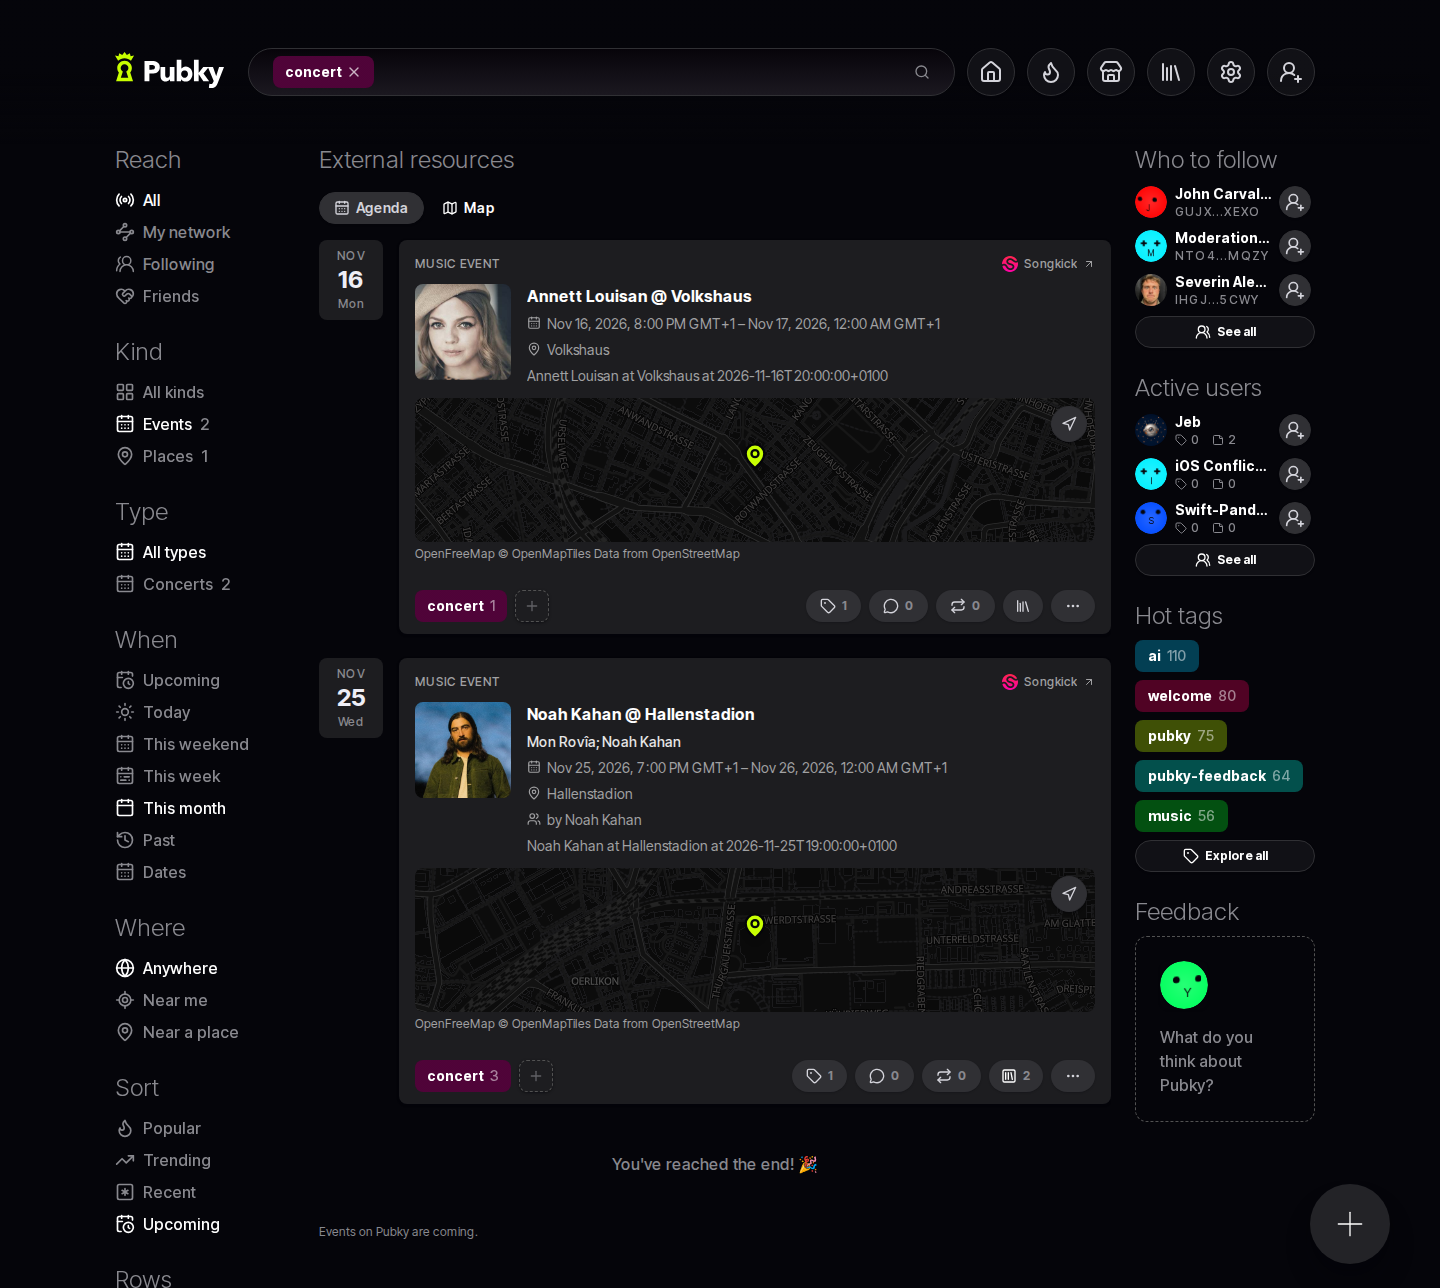 Pubky
concert
Reach
All
My network
Following
Friends
Kind
All kinds
Events 2
Places 1
Type
All types
Concerts 2
When
Upcoming
Today
This weekend
This week
This month
Past
Dates
Where
Anywhere
Near me
Near a place
Sort
Popular
Trending
Recent
Upcoming
Rows
External resources
Agenda
Map
NOV
16
Mon
MUSIC EVENT
Songkick
Annett Louisan @ Volkshaus
Nov 16, 2026, 8:00 PM GMT+1 – Nov 17, 2026, 12:00 AM GMT+1
Volkshaus
Annett Louisan at Volkshaus at 2026-11-16T20:00:00+0100
ANWANDSTRASSE
URSELWEG
ZEUGHAUSSTRASSE
BERTASTRASSE
ROTWANDSTRASSE
OpenFreeMap © OpenMapTiles Data from OpenStreetMap
concert 1
1
0
0
NOV
25
Wed
MUSIC EVENT
Songkick
Noah Kahan @ Hallenstadion
Mon Rovîa; Noah Kahan
Nov 25, 2026, 7:00 PM GMT+1 – Nov 26, 2026, 12:00 AM GMT+1
Hallenstadion
by Noah Kahan
Noah Kahan at Hallenstadion at 2026-11-25T19:00:00+0100
ANDREASSTRASSE
WERDTSTRASSE
AM GLATTE
UNTERFELDSTRASSE
THURGAUERSTRASSE
OERLIKON
OpenFreeMap © OpenMapTiles Data from OpenStreetMap
concert 3
1
0
0
2
You've reached the end! 🎉
Events on Pubky are coming.
Who to follow
John Carval...
GUJX...XEXO
Moderation...
NTO4...MQZY
Severin Ale...
IHGJ...5CWY
See all
Active users
Jeb
0 2
iOS Conflic...
0 0
Swift-Pand...
0 0
See all
Hot tags
ai 110
welcome 80
pubky 75
pubky-feedback 64
music 56
Explore all
Feedback
What do you
think about
Pubky?